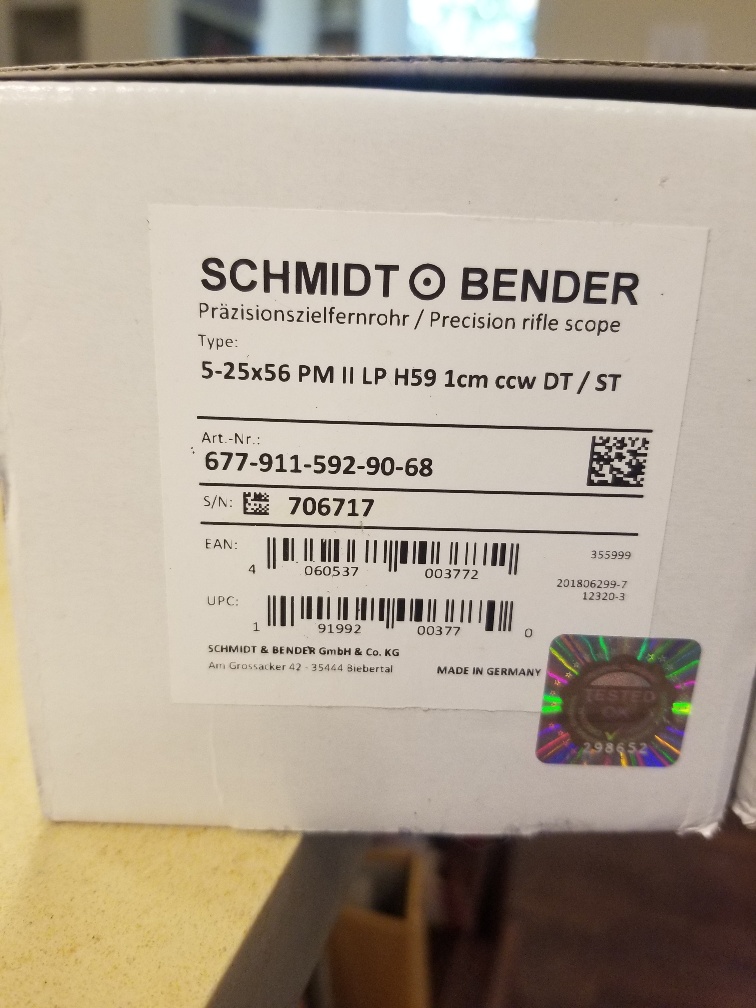 SCHMIDT BENDER
Präzisionszielfernrohr / Precision rifle scope
Type:
5-25x56 PM II LP H59 1cm ccw DT / ST
Art.-Nr.:
677-911-592-90-68
S/N: 706717
EAN:
4 060537 003772
355999
201806299-7
12320-3
UPC:
1 91992 00377 0
SCHMIDT & BENDER GmbH & Co. KG
Am Grossacker 42 - 35444 Biebertal
MADE IN GERMANY
TESTED
OK
298652